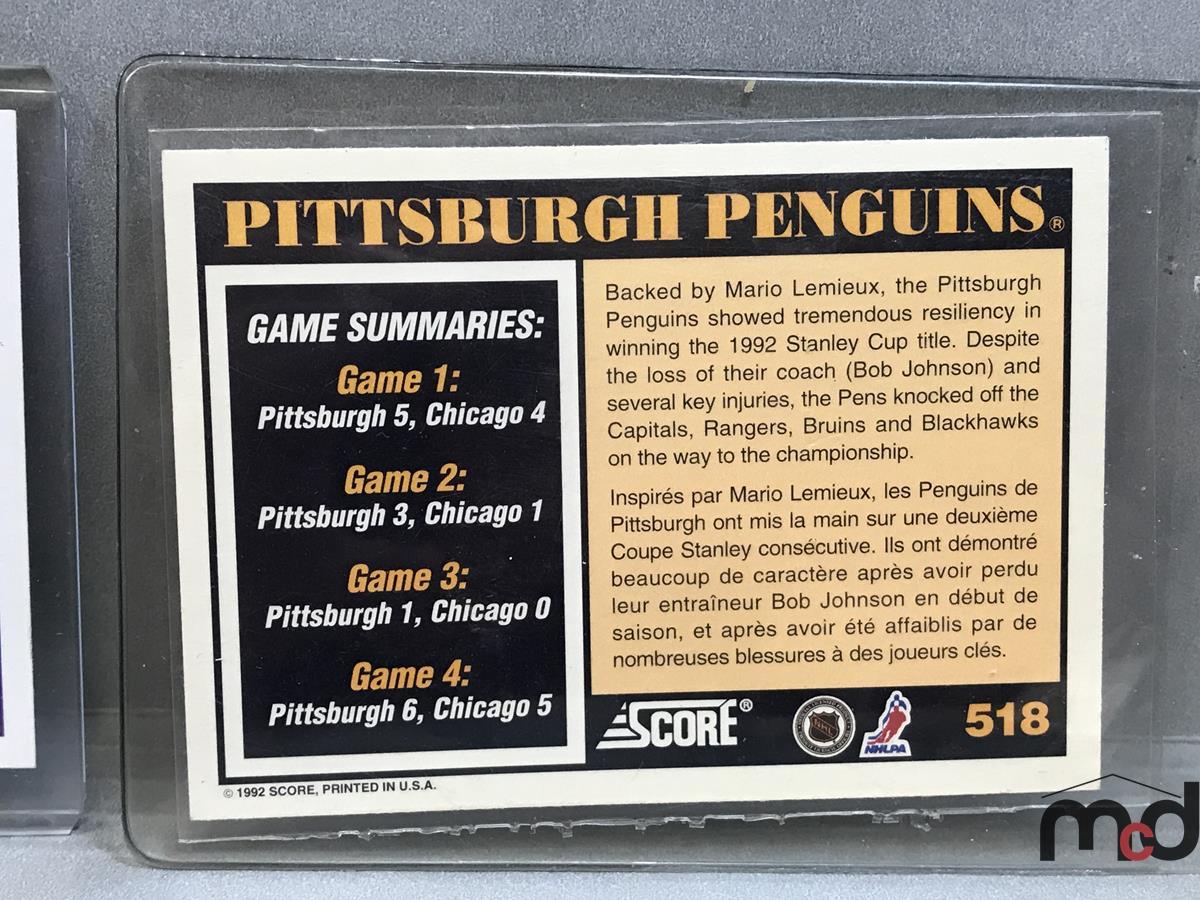 PITTSBURGH PENGUINS®
GAME SUMMARIES:
Game 1:
Pittsburgh 5, Chicago 4
Game 2:
Pittsburgh 3, Chicago 1
Game 3:
Pittsburgh 1, Chicago 0
Game 4:
Pittsburgh 6, Chicago 5
Backed by Mario Lemieux, the Pittsburgh
Penguins showed tremendous resiliency in
winning the 1992 Stanley Cup title. Despite
the loss of their coach (Bob Johnson) and
several key injuries, the Pens knocked off the
Capitals, Rangers, Bruins and Blackhawks
on the way to the championship.
Inspirés par Mario Lemieux, les Penguins de
Pittsburgh ont mis la main sur une deuxième
Coupe Stanley consécutive. Ils ont démontré
beaucoup de caractère après avoir perdu
leur entraîneur Bob Johnson en début de
saison, et après avoir été affaiblis par de
nombreuses blessures à des joueurs clés.
SCORE®
NHL
NHLPA
518
© 1992 SCORE, PRINTED IN U.S.A.
mcd